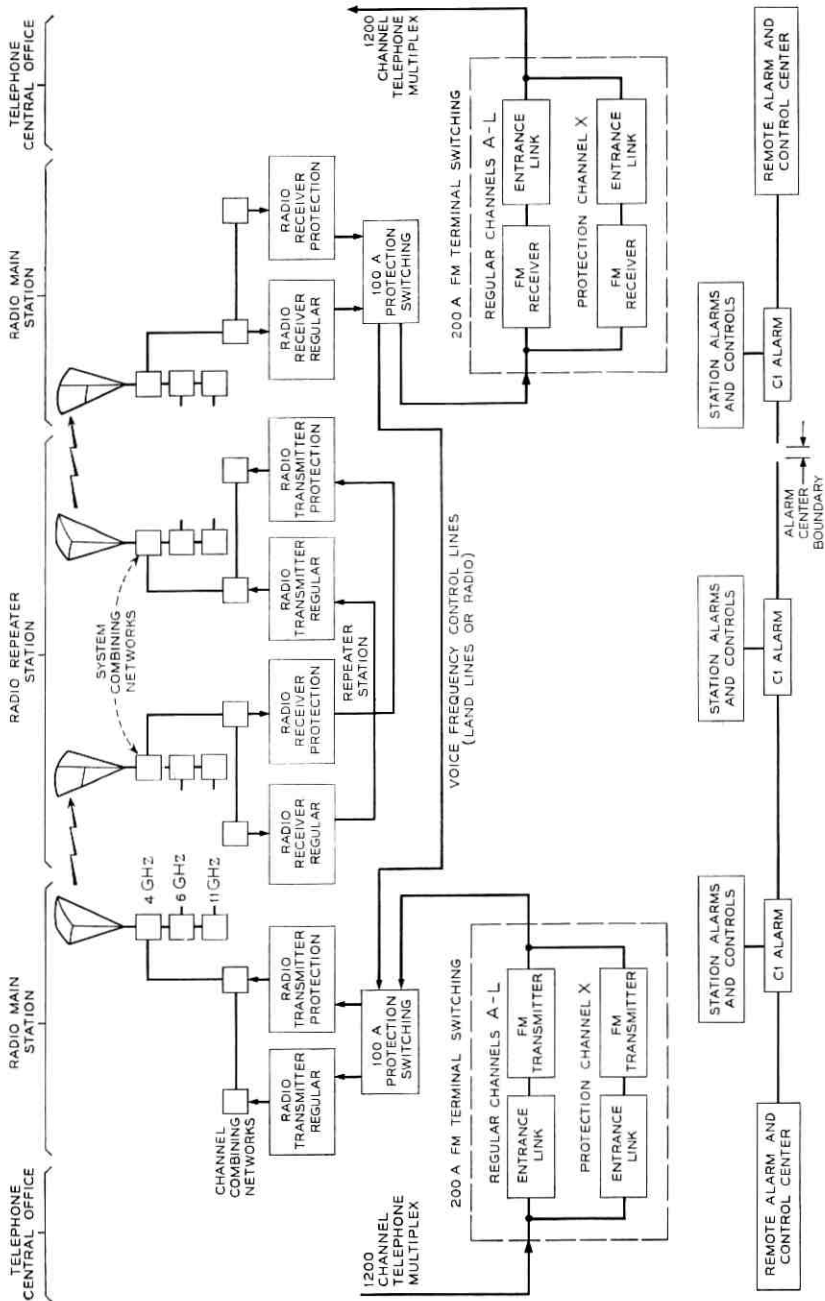 TELEPHONE
CENTRAL OFFICE
RADIO MAIN
STATION
RADIO REPEATER
STATION
RADIO MAIN
STATION
TELEPHONE
CENTRAL OFFICE
4 GHZ
6 GHZ
11 GHZ
SYSTEM
COMBINING
NETWORKS
CHANNEL
COMBINING
NETWORKS
RADIO
TRANSMITTER
REGULAR
RADIO
TRANSMITTER
PROTECTION
RADIO
RECEIVER
REGULAR
RADIO
RECEIVER
PROTECTION
RADIO
TRANSMITTER
REGULAR
RADIO
TRANSMITTER
PROTECTION
RADIO
RECEIVER
REGULAR
RADIO
RECEIVER
PROTECTION
REPEATER
STATION
100 A
PROTECTION
SWITCHING
100 A
PROTECTION
SWITCHING
VOICE FREQUENCY CONTROL LINES
(LAND LINES OR RADIO)
1200
CHANNEL
TELEPHONE
MULTIPLEX
200 A FM TERMINAL SWITCHING
REGULAR CHANNELS A-L
ENTRANCE
LINK
FM
TRANSMITTER
PROTECTION CHANNEL X
ENTRANCE
LINK
FM
TRANSMITTER
1200
CHANNEL
TELEPHONE
MULTIPLEX
200 A FM TERMINAL SWITCHING
REGULAR CHANNELS A-L
FM
RECEIVER
ENTRANCE
LINK
PROTECTION CHANNEL X
FM
RECEIVER
ENTRANCE
LINK
REMOTE ALARM AND
CONTROL CENTER
STATION ALARMS
AND CONTROLS
C1 ALARM
STATION ALARMS
AND CONTROLS
C1 ALARM
ALARM
CENTER
BOUNDARY
STATION ALARMS
AND CONTROLS
C1 ALARM
REMOTE ALARM AND
CONTROL CENTER